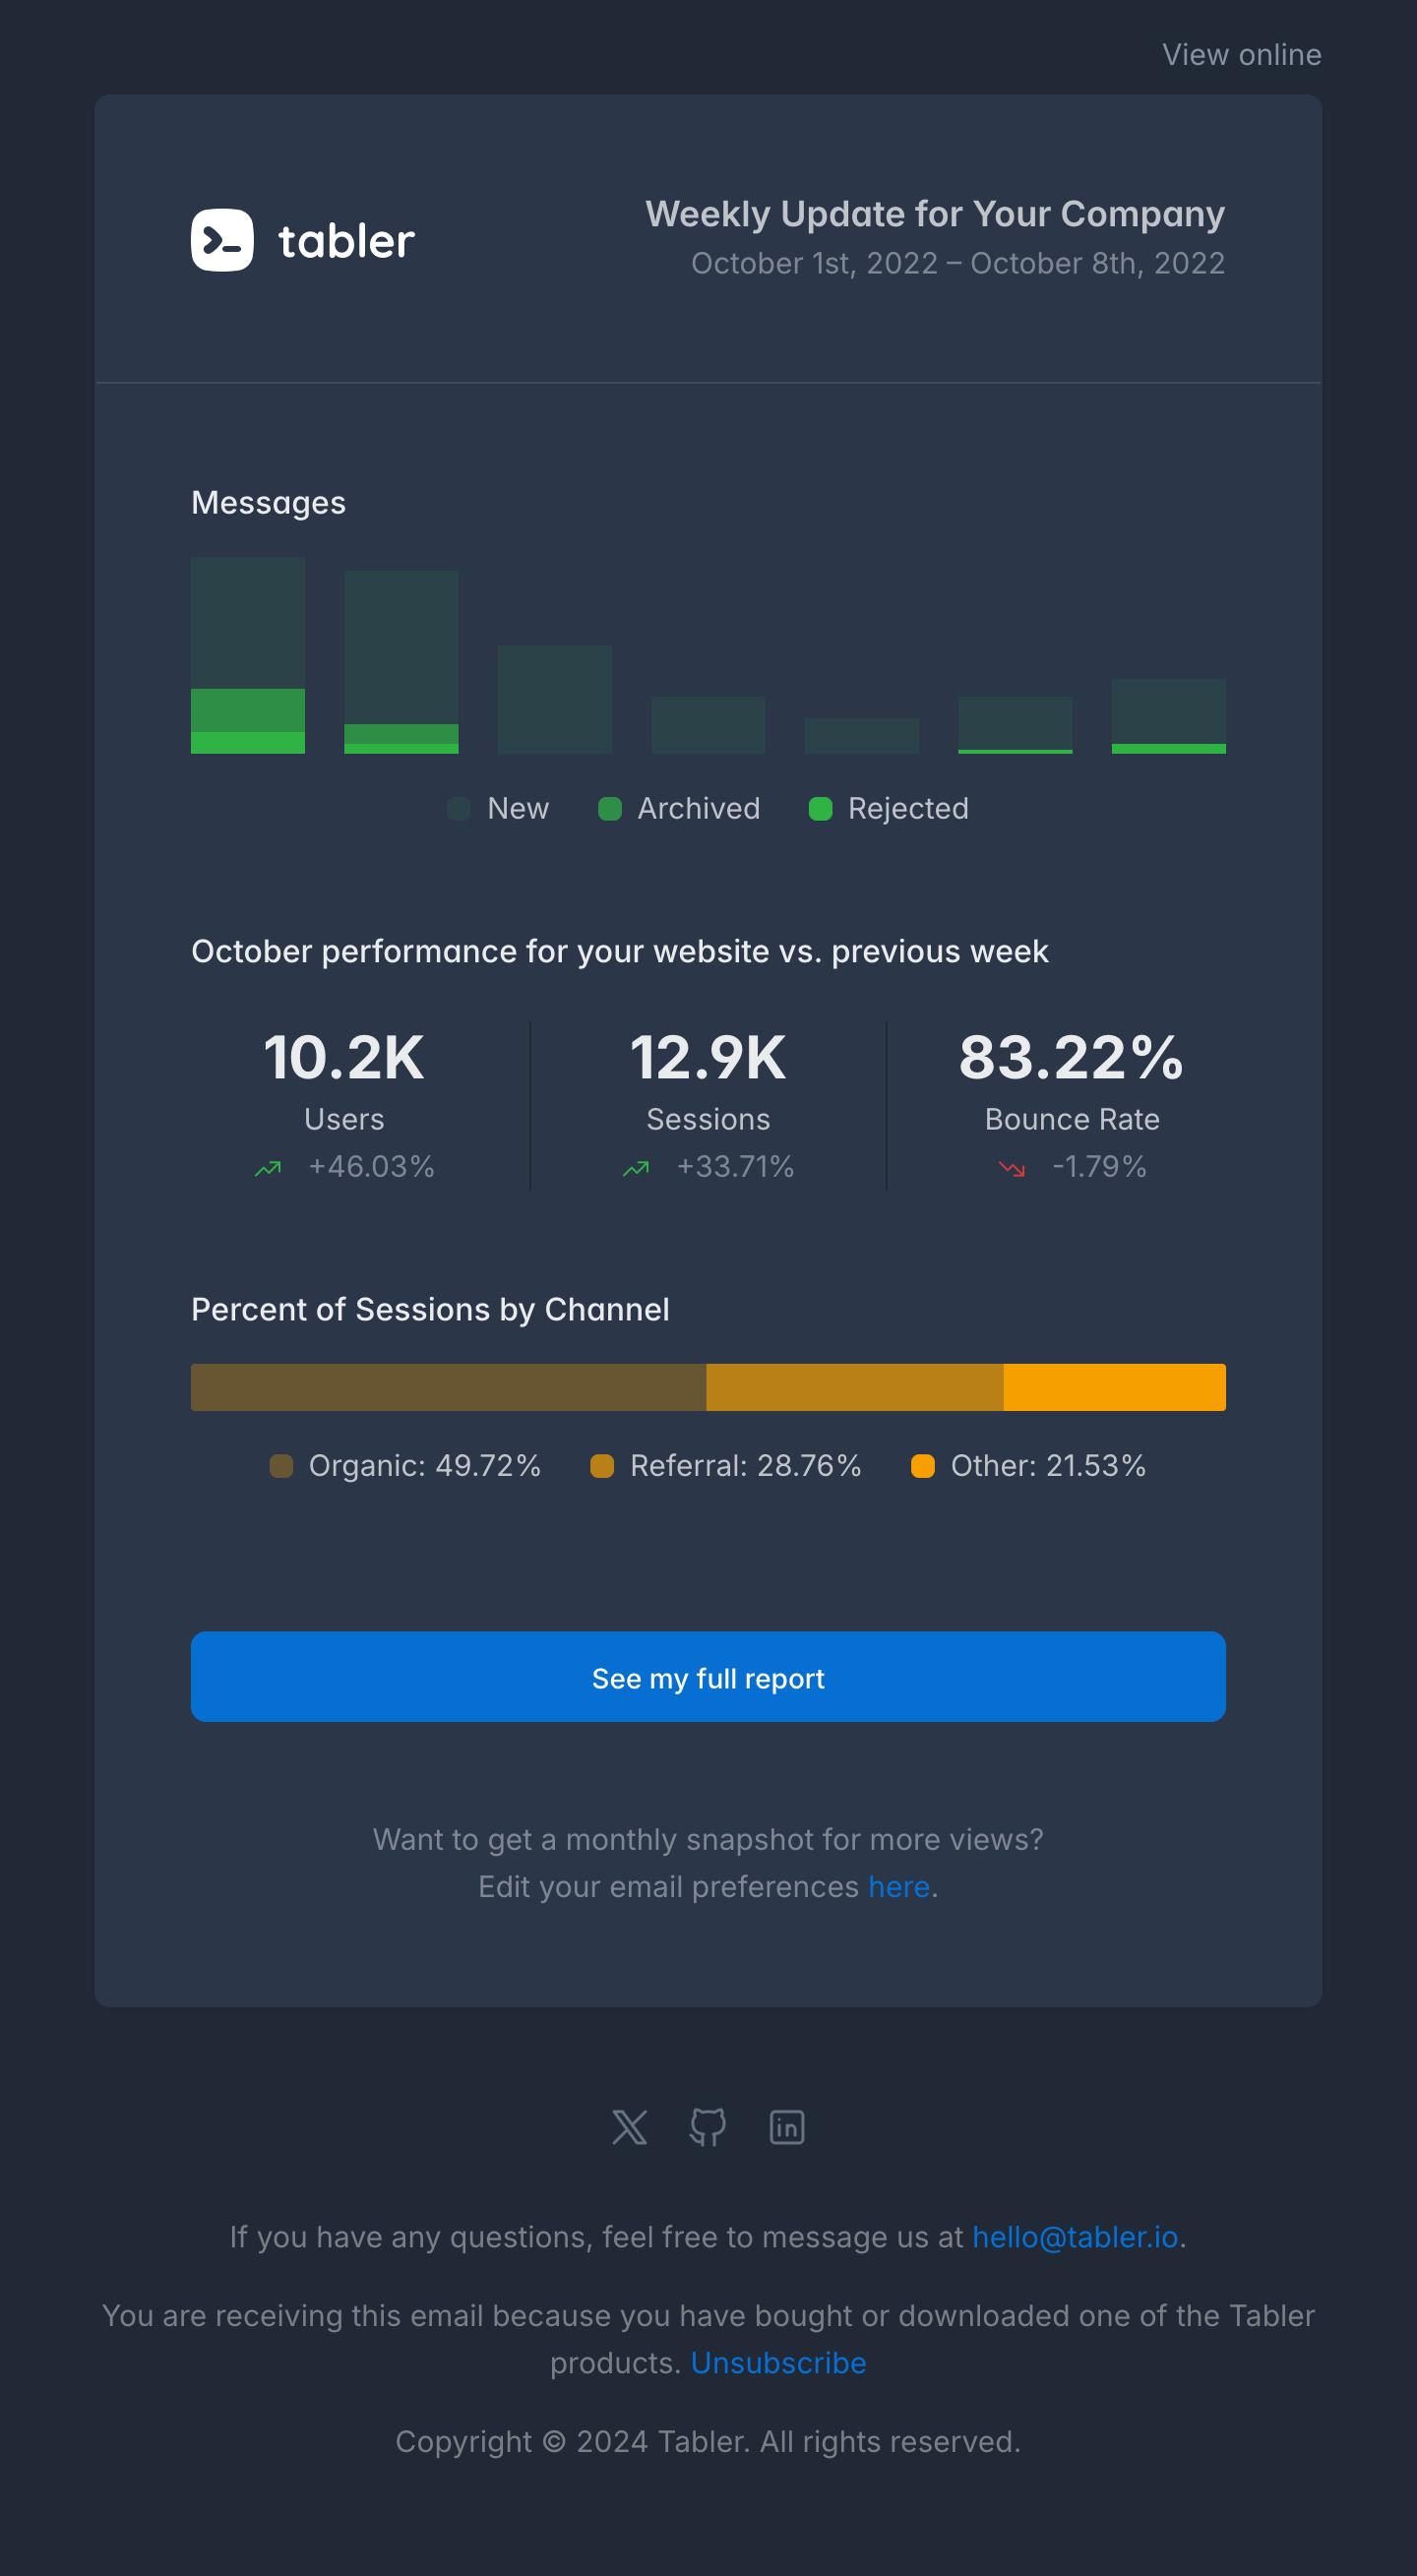 View online
tabler
Weekly Update for Your Company
October 1st, 2022 – October 8th, 2022
Messages
New Archived Rejected
October performance for your website vs. previous week
10.2K 12.9K 83.22%
Users Sessions Bounce Rate
+46.03% +33.71% -1.79%
Percent of Sessions by Channel
Organic: 49.72% Referral: 28.76% Other: 21.53%
See my full report
Want to get a monthly snapshot for more views?
Edit your email preferences here.
If you have any questions, feel free to message us at hello@tabler.io.
You are receiving this email because you have bought or downloaded one of the Tabler
products. Unsubscribe
Copyright © 2024 Tabler. All rights reserved.